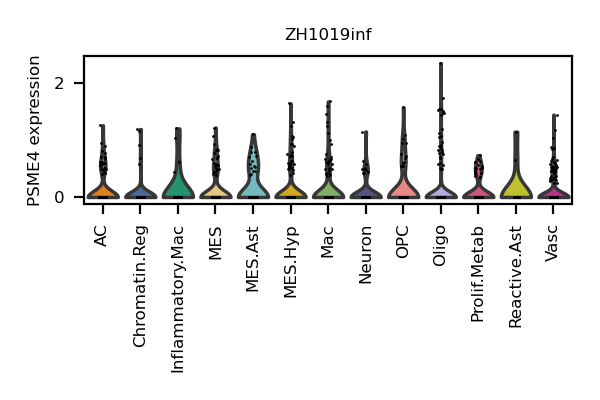 ZH1019inf
PSME4 expression
2
0
AC
Chromatin.Reg
Inflammatory.Mac
MES
MES.Ast
MES.Hyp
Mac
Neuron
OPC
Oligo
Prolif.Metab
Reactive.Ast
Vasc